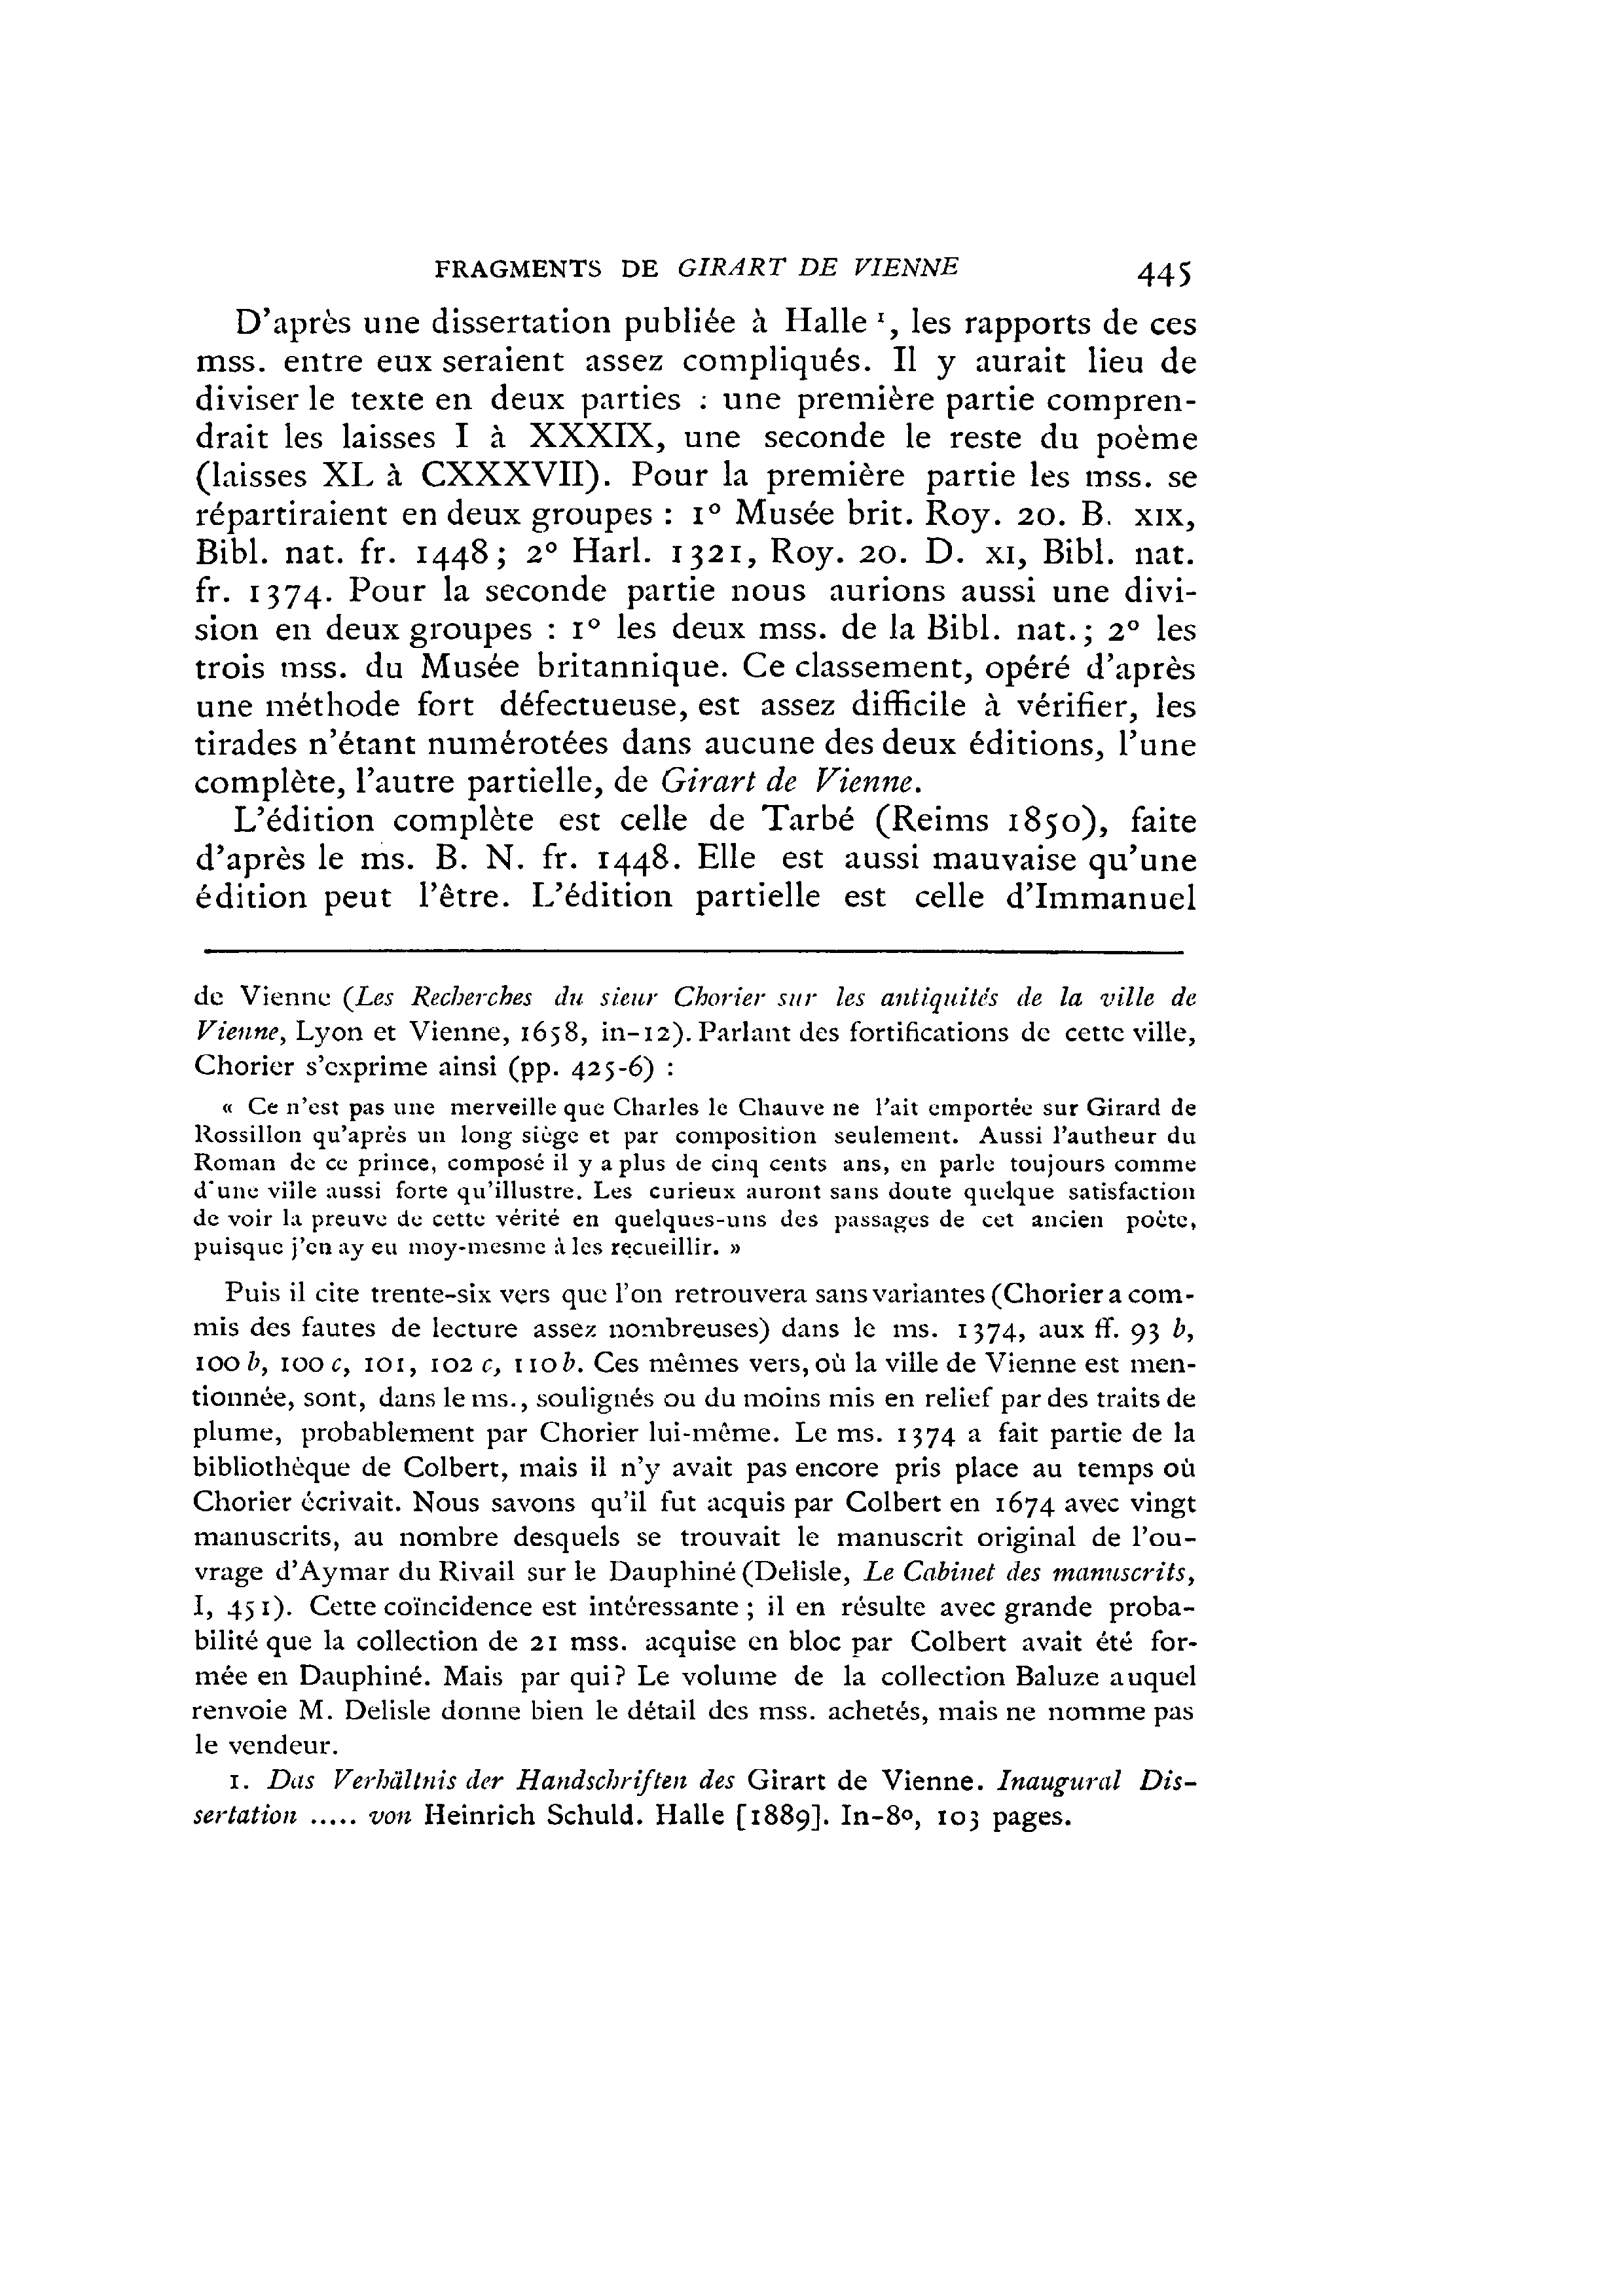 FRAGMENTS DE GIRART DE VIENNE 445
D'après une dissertation publiée à Halle ¹, les rapports de ces
mss. entre eux seraient assez compliqués. Il y aurait lieu de
diviser le texte en deux parties : une première partie compren-
drait les laisses I à XXXIX, une seconde le reste du poème
(laisses XL à CXXXVII). Pour la première partie les mss. se
répartiraient en deux groupes : 1º Musée brit. Roy. 20. B. XIX,
Bibl. nat. fr. 1448; 2º Harl. 1321, Roy. 20. D. XI, Bibl. nat.
fr. 1374. Pour la seconde partie nous aurions aussi une divi-
sion en deux groupes : 1º les deux mss. de la Bibl. nat.; 2º les
trois mss. du Musée britannique. Ce classement, opéré d'après
une méthode fort défectueuse, est assez difficile à vérifier, les
tirades n'étant numérotées dans aucune des deux éditions, l'une
complète, l'autre partielle, de Girart de Vienne.
L'édition complète est celle de Tarbé (Reims 1850), faite
d'après le ms. B. N. fr. 1448. Elle est aussi mauvaise qu'une
édition peut l'être. L'édition partielle est celle d'Immanuel
de Vienne (Les Recherches du sieur Chorier sur les antiquités de la ville de
Vienne, Lyon et Vienne, 1658, in-12). Parlant des fortifications de cette ville,
Chorier s'exprime ainsi (pp. 425-6) :
« Ce n'est pas une merveille que Charles le Chauve ne l'ait emportée sur Girard de
Rossillon qu'après un long siège et par composition seulement. Aussi l'autheur du
Roman de ce prince, composé il y a plus de cinq cents ans, en parle toujours comme
d'une ville aussi forte qu'illustre. Les curieux auront sans doute quelque satisfaction
de voir la preuve de cette vérité en quelques-uns des passages de cet ancien poète,
puisque j'en ay eu moy-mesme à les recueillir. »
Puis il cite trente-six vers que l'on retrouvera sans variantes (Chorier a com-
mis des fautes de lecture assez nombreuses) dans le ms. 1374, aux ff. 93 b,
100 b, 100 c, 101, 102 c, 110 b. Ces mêmes vers, où la ville de Vienne est men-
tionnée, sont, dans le ms., soulignés ou du moins mis en relief par des traits de
plume, probablement par Chorier lui-même. Le ms. 1374 a fait partie de la
bibliothèque de Colbert, mais il n'y avait pas encore pris place au temps où
Chorier écrivait. Nous savons qu'il fut acquis par Colbert en 1674 avec vingt
manuscrits, au nombre desquels se trouvait le manuscrit original de l'ou-
vrage d'Aymar du Rivail sur le Dauphiné (Delisle, Le Cabinet des manuscrits,
I, 451). Cette coïncidence est intéressante ; il en résulte avec grande proba-
bilité que la collection de 21 mss. acquise en bloc par Colbert avait été for-
mée en Dauphiné. Mais par qui? Le volume de la collection Baluze auquel
renvoie M. Delisle donne bien le détail des mss. achetés, mais ne nomme pas
le vendeur.
1. Das Verhältnis der Handschriften des Girart de Vienne. Inaugural Dis-
sertation ..... von Heinrich Schuld. Halle [1889]. In-8º, 103 pages.